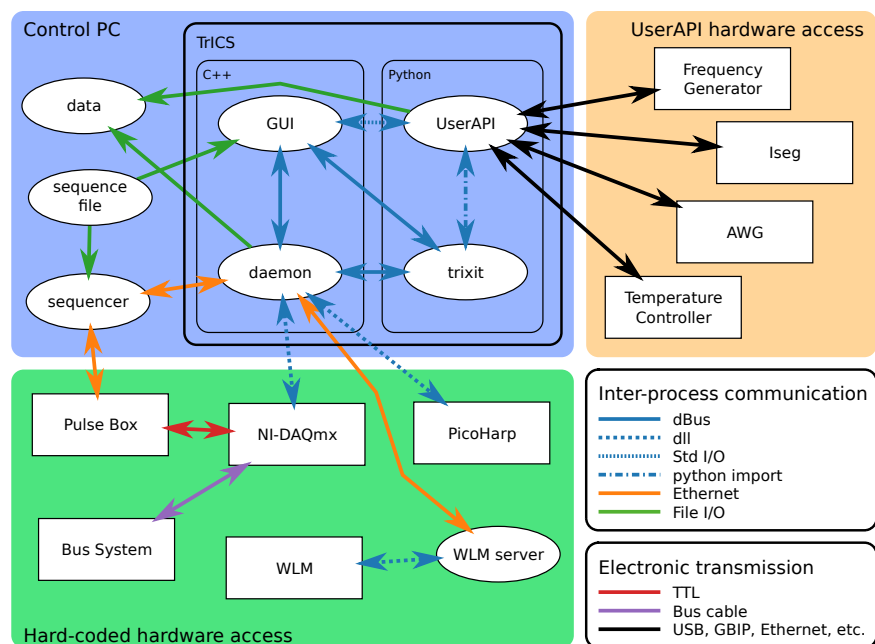 Control PC
TrICS
C++
Python
data
GUI
UserAPI
sequence
file
sequencer
daemon
trixit
UserAPI hardware access
Frequency
Generator
Iseg
AWG
Temperature
Controller
Pulse Box
NI-DAQmx
PicoHarp
Bus System
WLM
WLM server
Hard-coded hardware access
Inter-process communication
dBus
dll
Std I/O
python import
Ethernet
File I/O
Electronic transmission
TTL
Bus cable
USB, GBIP, Ethernet, etc.